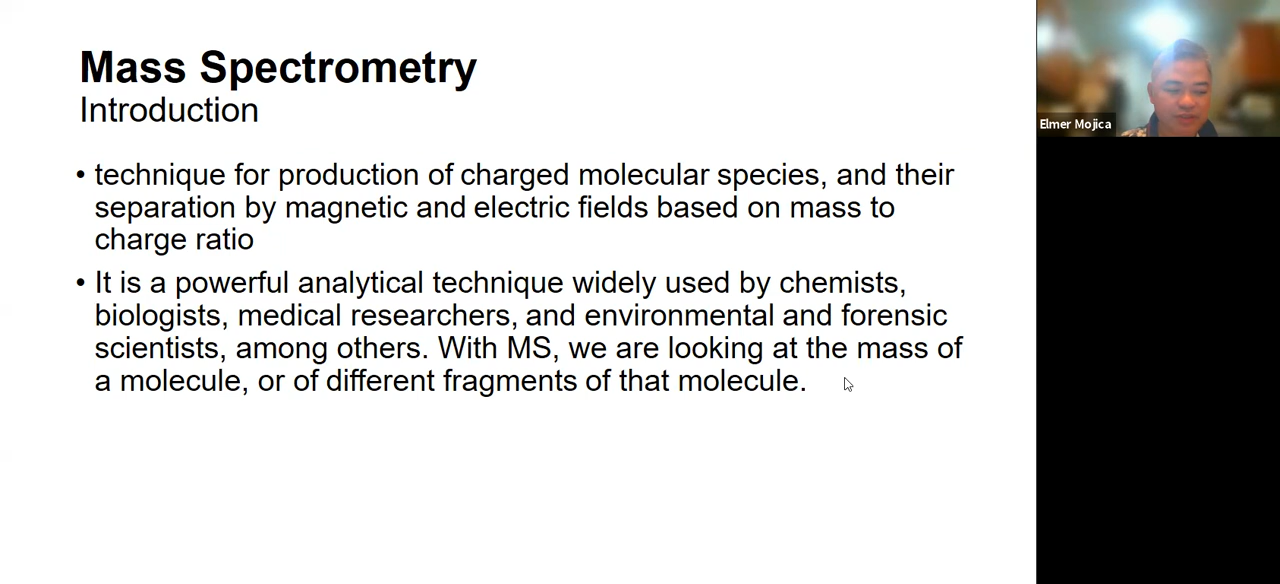 Mass Spectrometry
Introduction
• technique for production of charged molecular species, and their
separation by magnetic and electric fields based on mass to
charge ratio
• It is a powerful analytical technique widely used by chemists,
biologists, medical researchers, and environmental and forensic
scientists, among others. With MS, we are looking at the mass of
a molecule, or of different fragments of that molecule.
Elmer Mojica